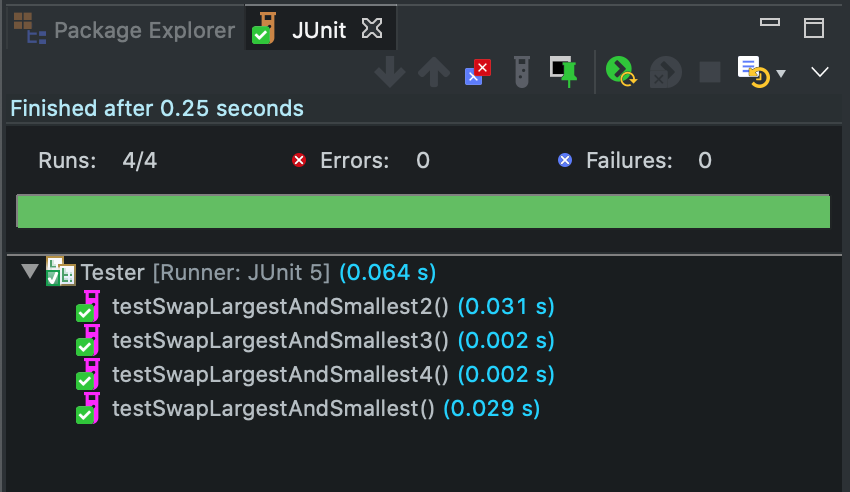 Package Explorer JUnit
Finished after 0.25 seconds
Runs: 4/4 Errors: 0 Failures: 0
Tester [Runner: JUnit 5] (0.064 s)
testSwapLargestAndSmallest2() (0.031 s)
testSwapLargestAndSmallest3() (0.002 s)
testSwapLargestAndSmallest4() (0.002 s)
testSwapLargestAndSmallest() (0.029 s)